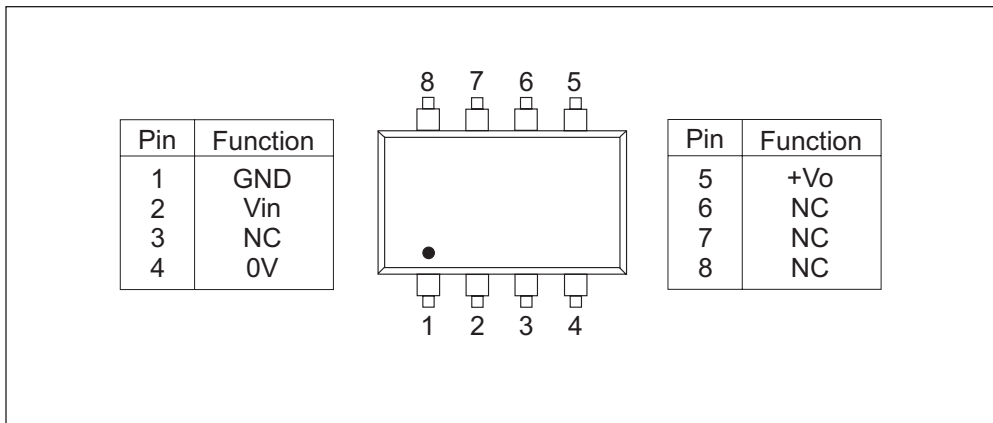 8 7 6 5
Pin Function
1 GND
2 Vin
3 NC
4 0V
Pin Function
5 +Vo
6 NC
7 NC
8 NC
1 2 3 4